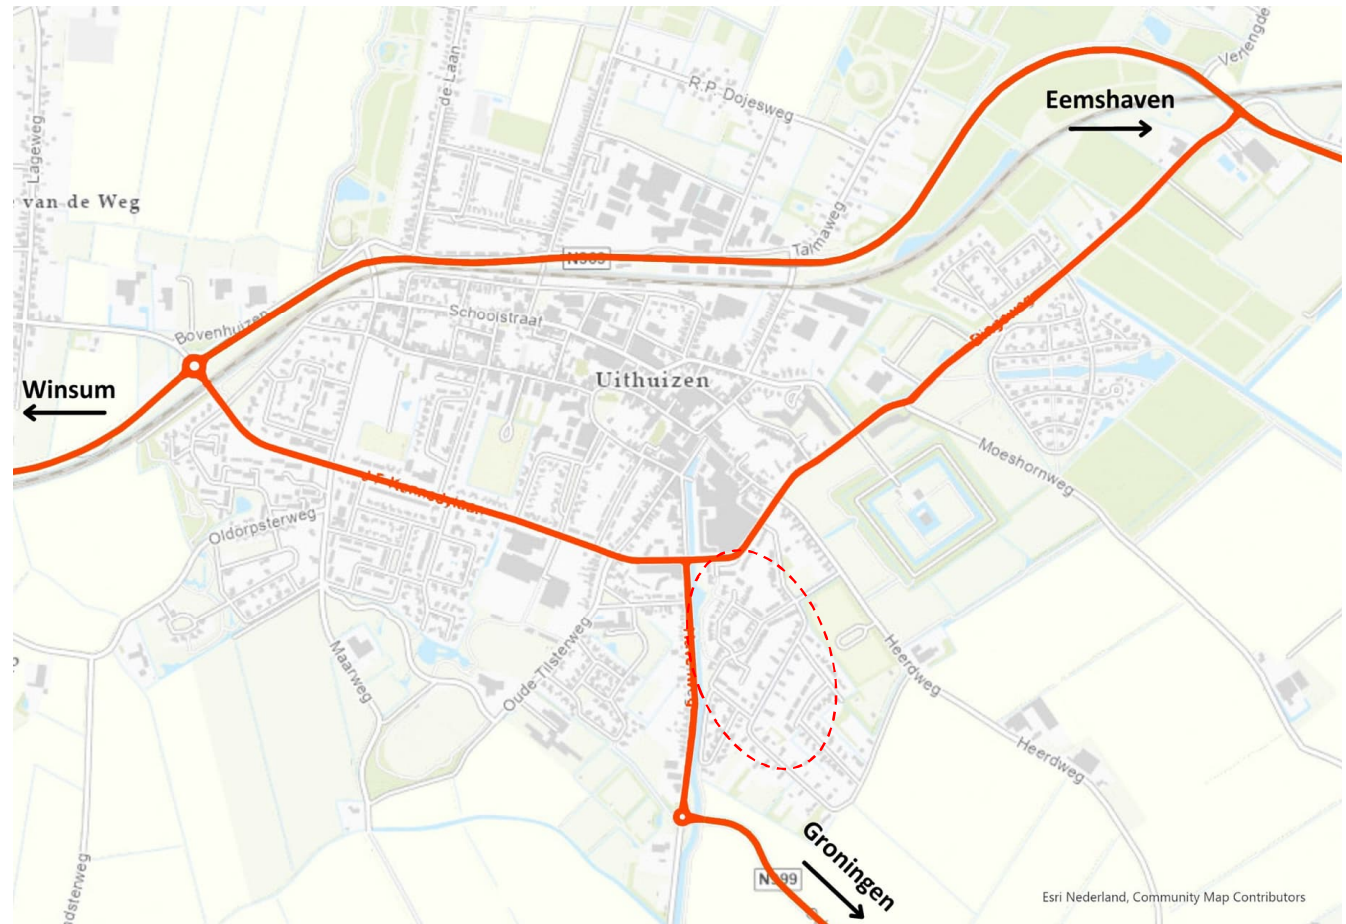 Verlengde
de Laan
R.P. Dojesweg
Eemshaven
Lageweg
van de Weg
Talmaweg
N363
Bovenhuizen
Schoolstraat
Uithuizen
Winsum
Moeshornweg
J.F. Kennedylaan
Oldorpsterweg
Maarweg
Oude-Tilsterweg
Heerdweg
Heerdweg
Groningen
N999
Esri Nederland, Community Map Contributors